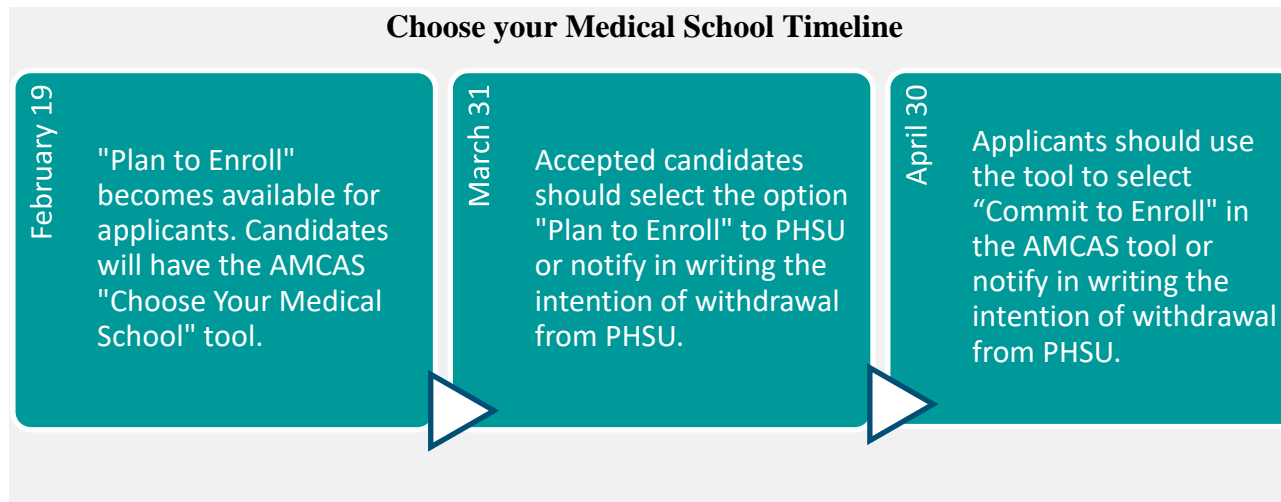 Choose your Medical School Timeline
February 19
"Plan to Enroll"
becomes available for
applicants. Candidates
will have the AMCAS
"Choose Your Medical
School" tool.
March 31
Accepted candidates
should select the option
"Plan to Enroll" to PHSU
or notify in writing the
intention of withdrawal
from PHSU.
April 30
Applicants should use
the tool to select
“Commit to Enroll" in
the AMCAS tool or
notify in writing the
intention of withdrawal
from PHSU.